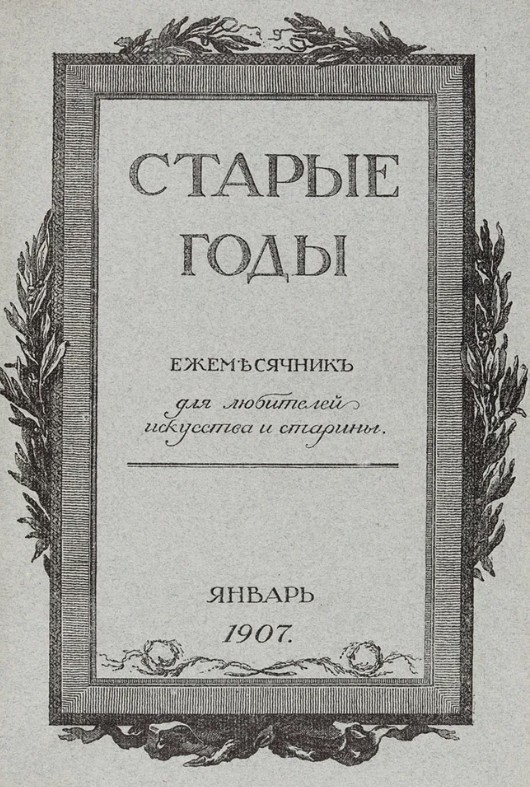 СТАРЫЕ
ГОДЫ
ЕЖЕМѢСЯЧНИКЪ
для любителей
искусства и старины.
ЯНВАРЬ
1907.